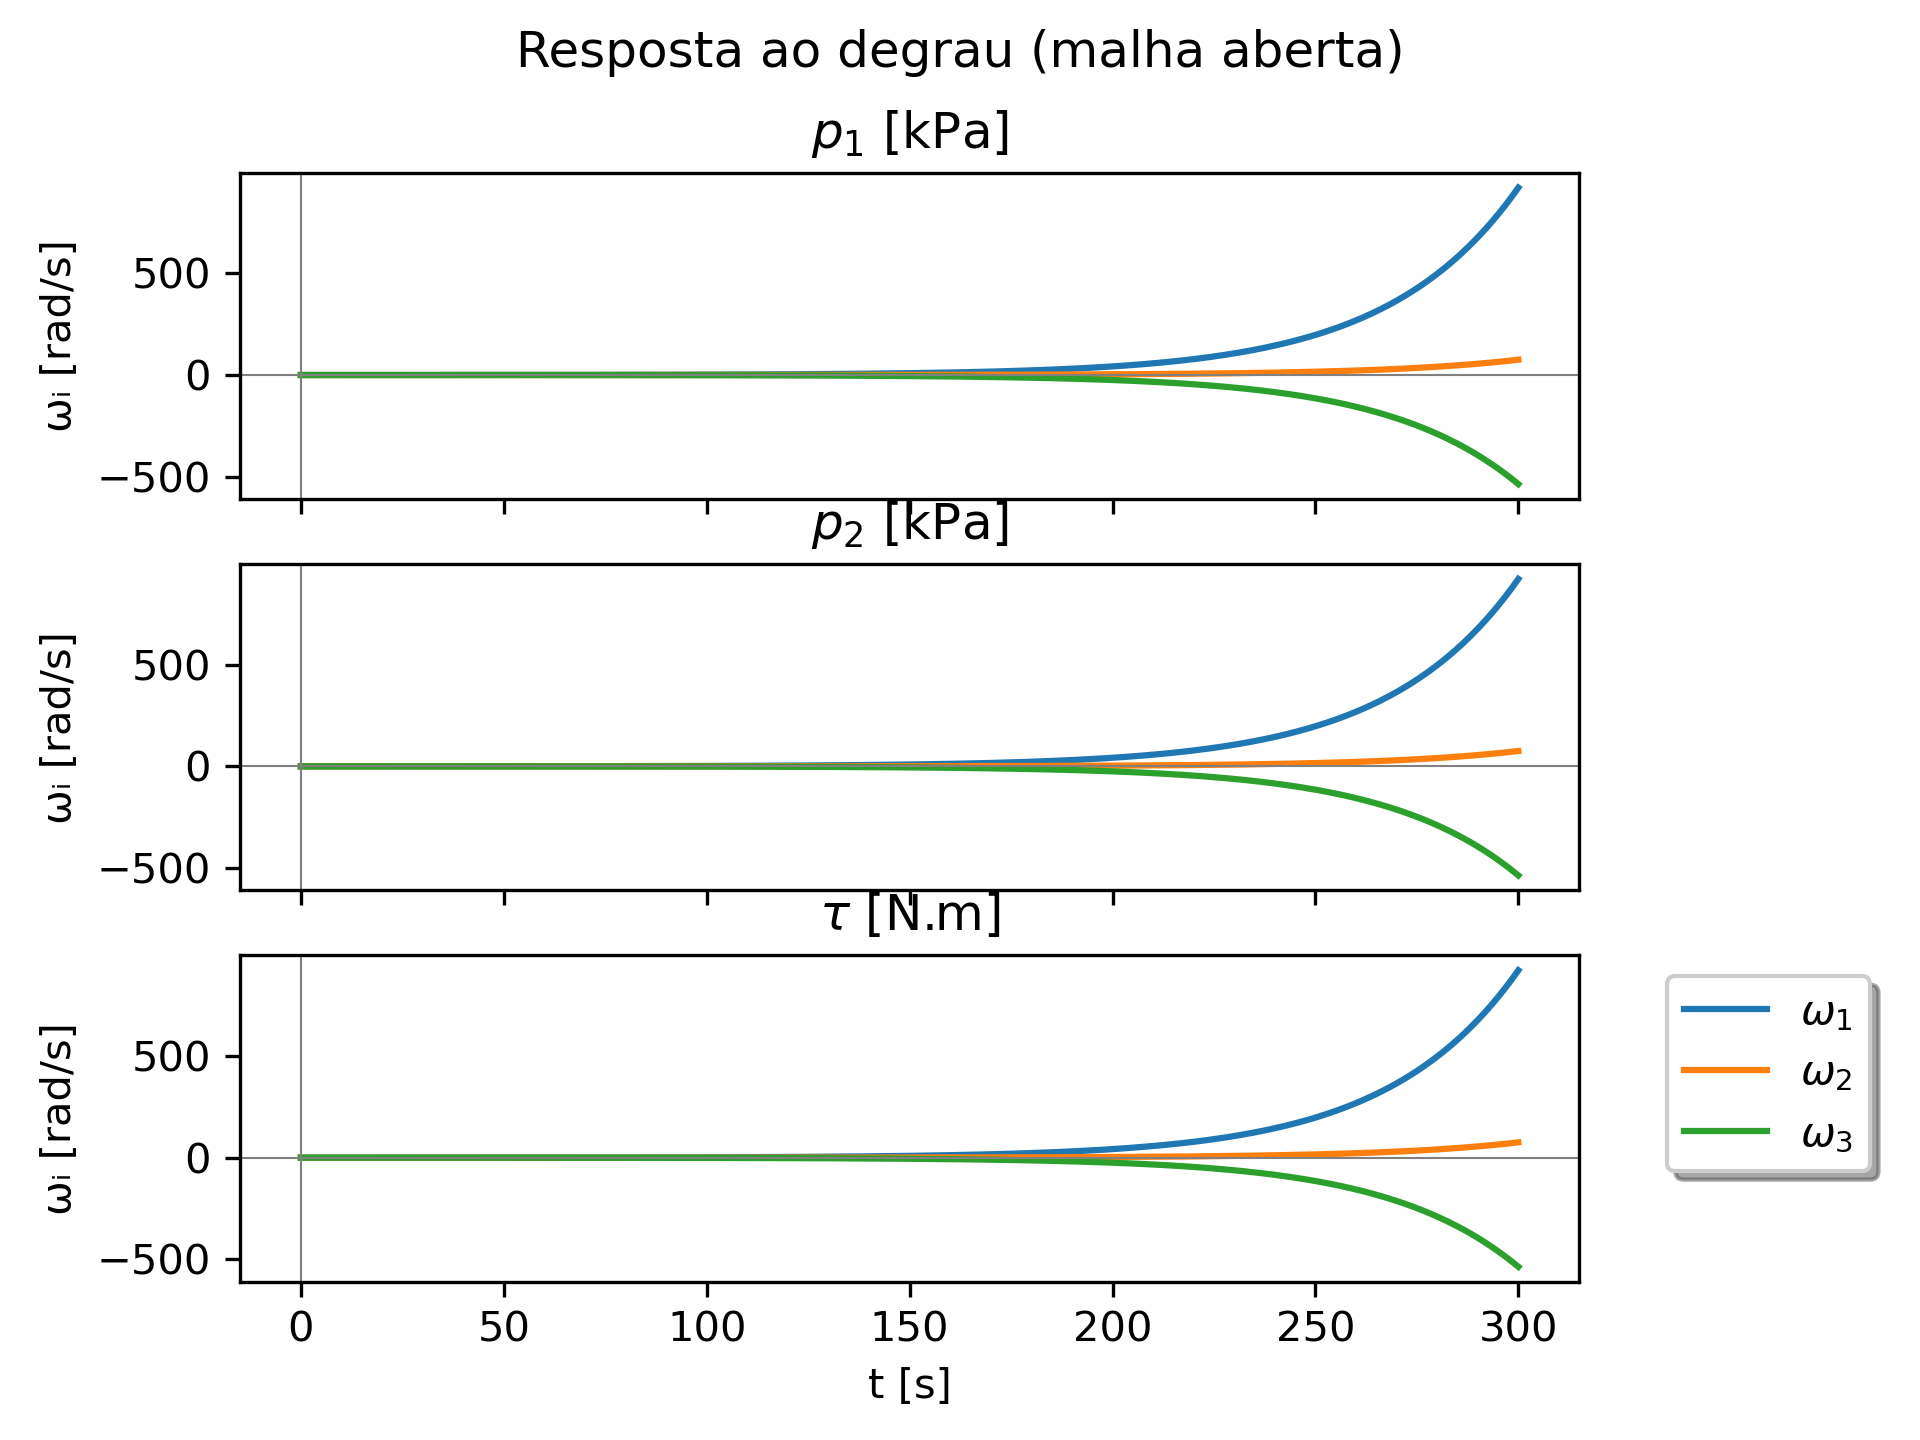 Resposta ao degrau (malha aberta)
p₁ [kPa]
ωᵢ [rad/s]
500
0
−500
p₂ [kPa]
ωᵢ [rad/s]
500
0
−500
τ [N.m]
ωᵢ [rad/s]
500
0
−500
0 50 100 150 200 250 300
t [s]
ω₁
ω₂
ω₃